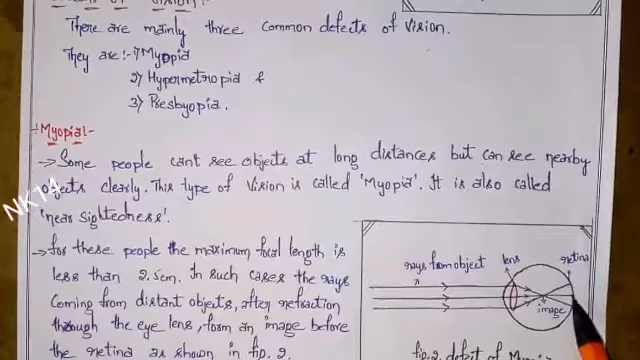 There are mainly three common defects of Vision.
They are:- 1) Myopia
2) Hypermetropia &
3) Presbyopia.
Myopia:-
→ Some people can't see objects at long distances but can see nearby
objects clearly. This type of Vision is called 'Myopia'. It is also called
'near sightedness'.
→ for these people the maximum focal length is
less than 2.5cm. In such cases the rays
Coming from distant objects, after refraction
through the eye lens, form an image before
the retina as shown in fig. 2.
rays from object
lens
retina
image
fig. 2 defect of
NK14